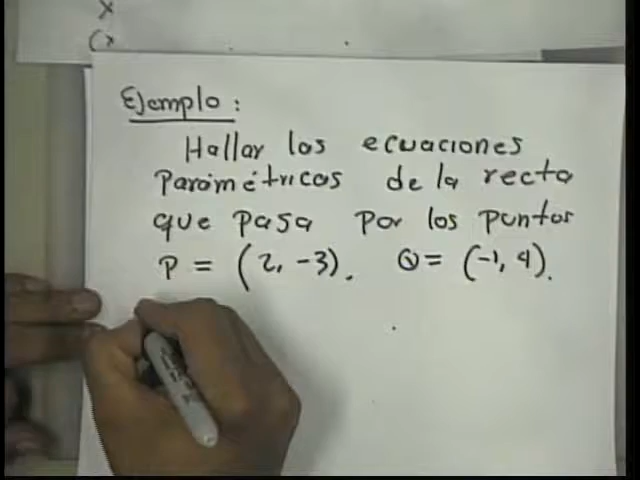 x
(x
Ejemplo:
Hallar las ecuaciones
Paramétricas de la recta
que pasa por los puntos
P = (2, -3). Q = (-1, 4).